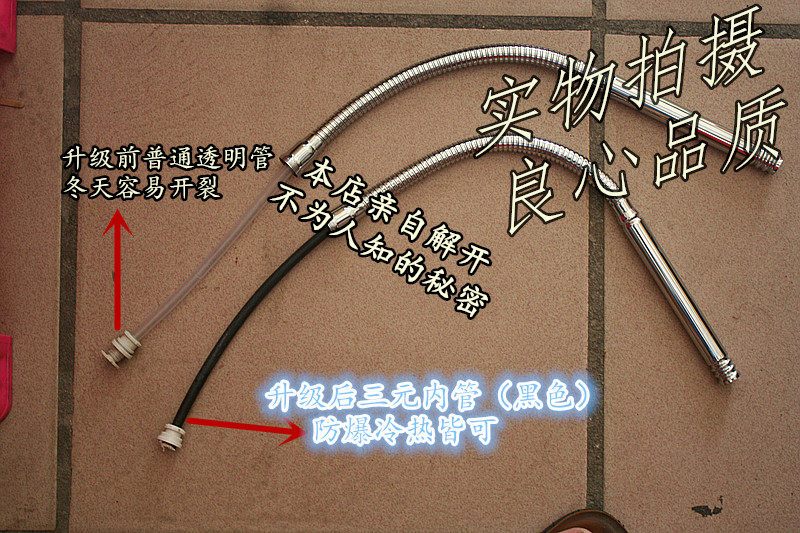 实物拍摄
良心品质
升级前普通透明管
冬天容易开裂
本店亲自解开
不为人知的秘密
升级后三元内管（黑色）
防爆冷热皆可